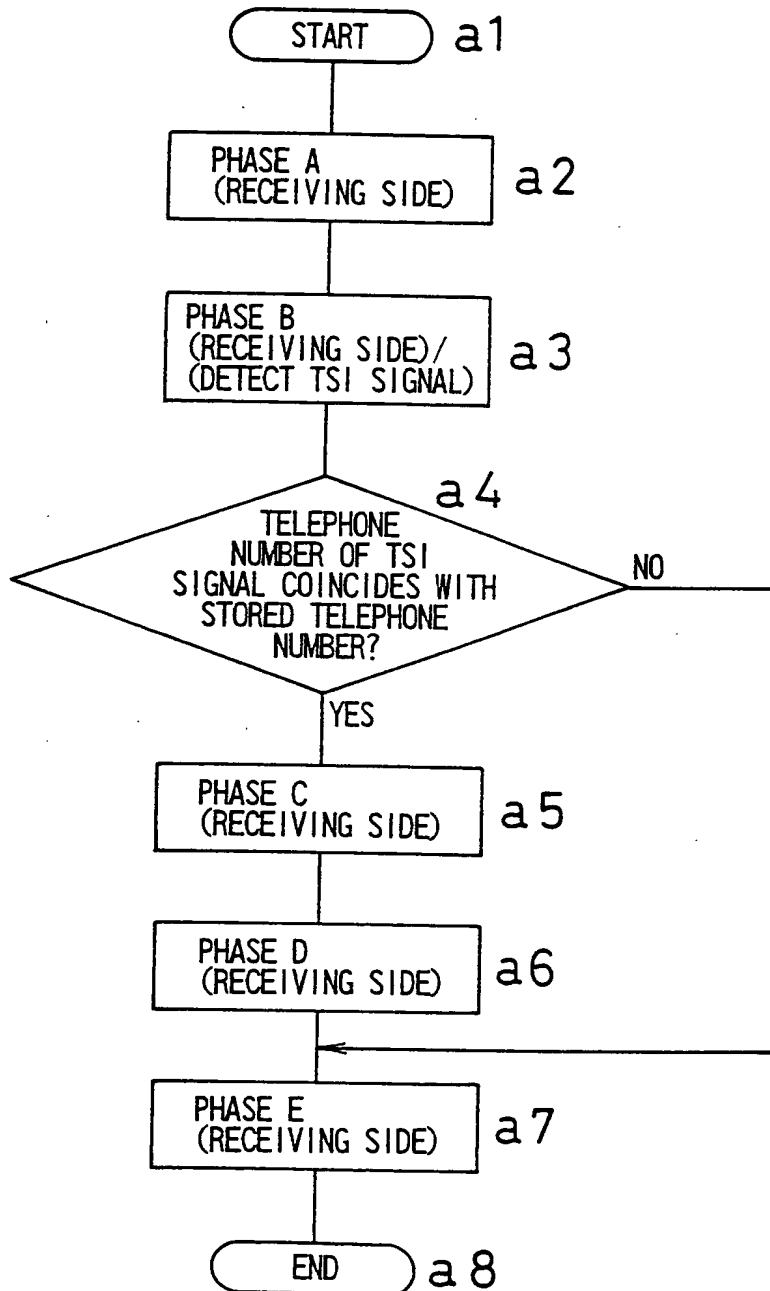 START a1
PHASE A
(RECEIVING SIDE) a2
PHASE B
(RECEIVING SIDE)/
(DETECT TSI SIGNAL) a3
a4
TELEPHONE
NUMBER OF TSI
SIGNAL COINCIDES WITH
STORED TELEPHONE
NUMBER?
NO
YES
PHASE C
(RECEIVING SIDE) a5
PHASE D
(RECEIVING SIDE) a6
PHASE E
(RECEIVING SIDE) a7
END a8